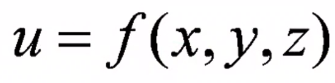 u = f(x, y, z)